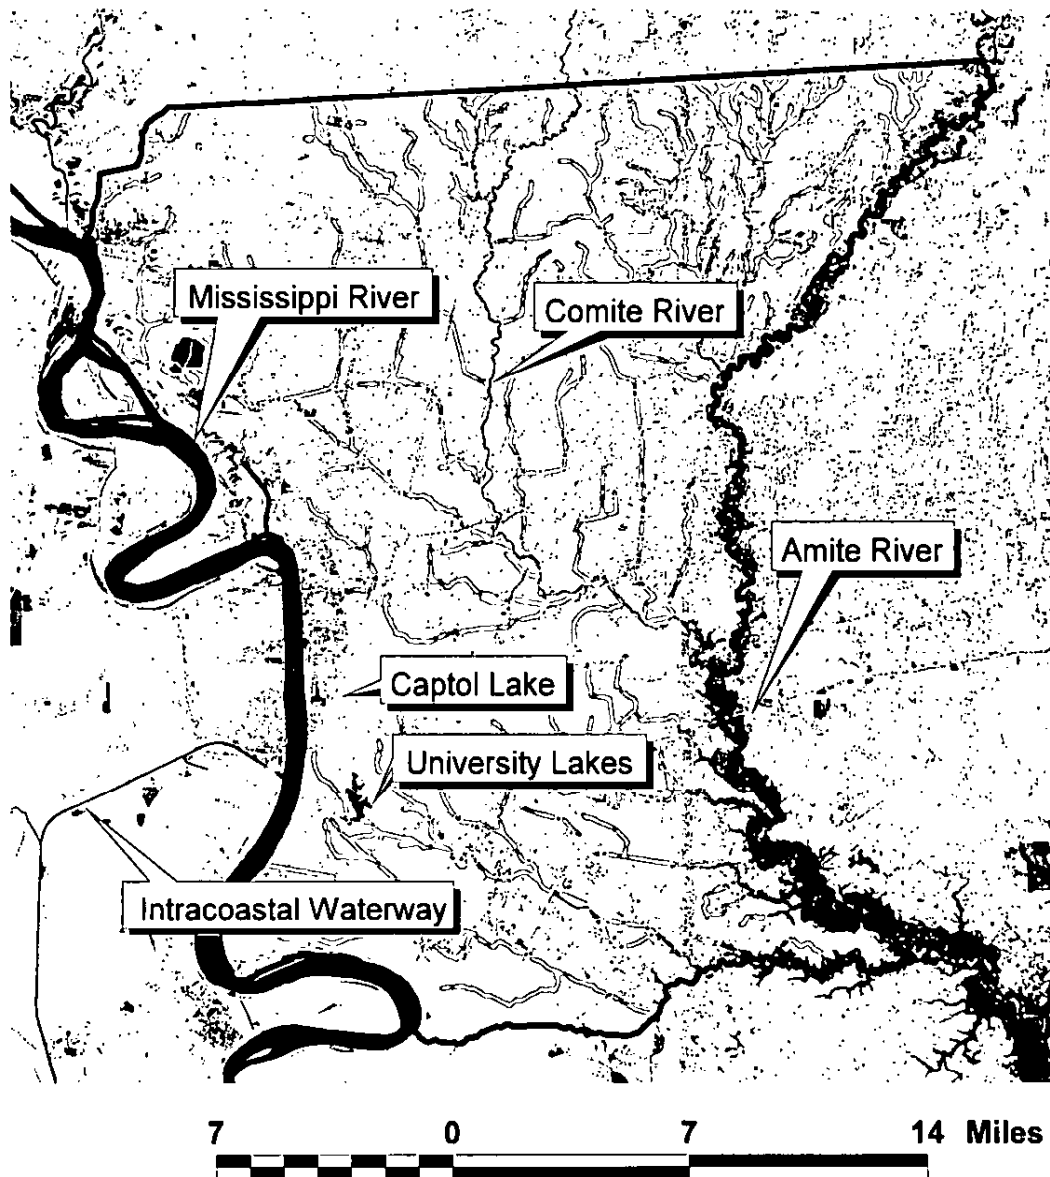 Mississippi River
Comite River
Amite River
Captol Lake
University Lakes
Intracoastal Waterway
7 0 7 14 Miles